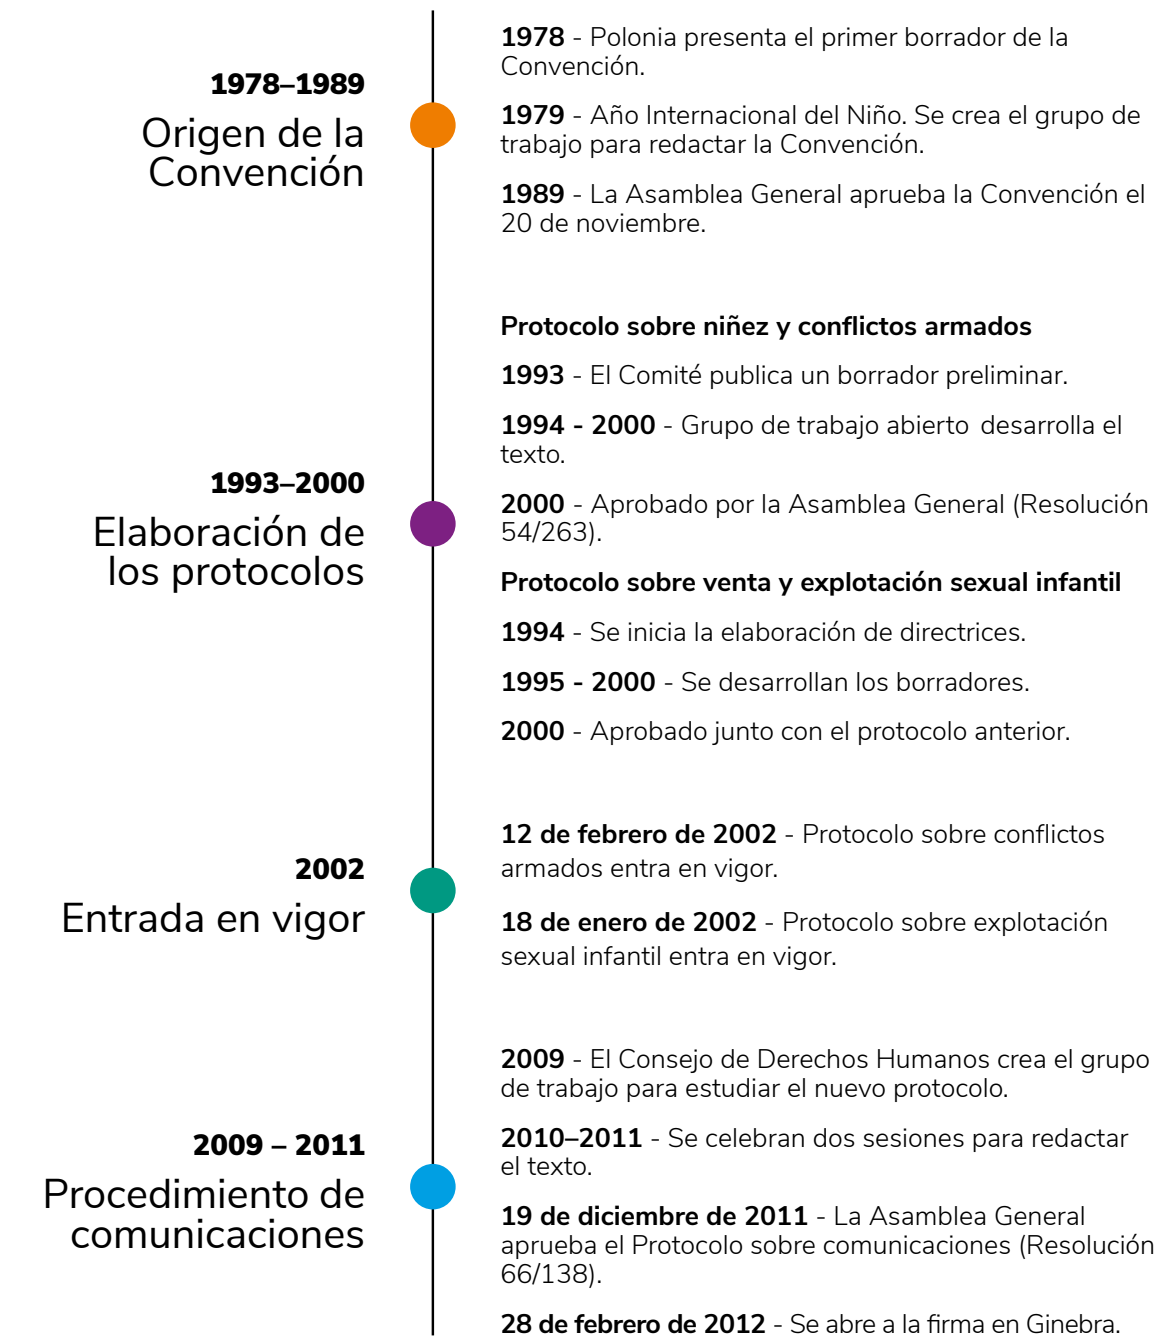 1978–1989
Origen de la
Convención
1978 - Polonia presenta el primer borrador de la
Convención.
1979 - Año Internacional del Niño. Se crea el grupo de
trabajo para redactar la Convención.
1989 - La Asamblea General aprueba la Convención el
20 de noviembre.
1993–2000
Elaboración de
los protocolos
Protocolo sobre niñez y conflictos armados
1993 - El Comité publica un borrador preliminar.
1994 - 2000 - Grupo de trabajo abierto desarrolla el
texto.
2000 - Aprobado por la Asamblea General (Resolución
54/263).
Protocolo sobre venta y explotación sexual infantil
1994 - Se inicia la elaboración de directrices.
1995 - 2000 - Se desarrollan los borradores.
2000 - Aprobado junto con el protocolo anterior.
2002
Entrada en vigor
12 de febrero de 2002 - Protocolo sobre conflictos
armados entra en vigor.
18 de enero de 2002 - Protocolo sobre explotación
sexual infantil entra en vigor.
2009 – 2011
Procedimiento de
comunicaciones
2009 - El Consejo de Derechos Humanos crea el grupo
de trabajo para estudiar el nuevo protocolo.
2010–2011 - Se celebran dos sesiones para redactar
el texto.
19 de diciembre de 2011 - La Asamblea General
aprueba el Protocolo sobre comunicaciones (Resolución
66/138).
28 de febrero de 2012 - Se abre a la firma en Ginebra.